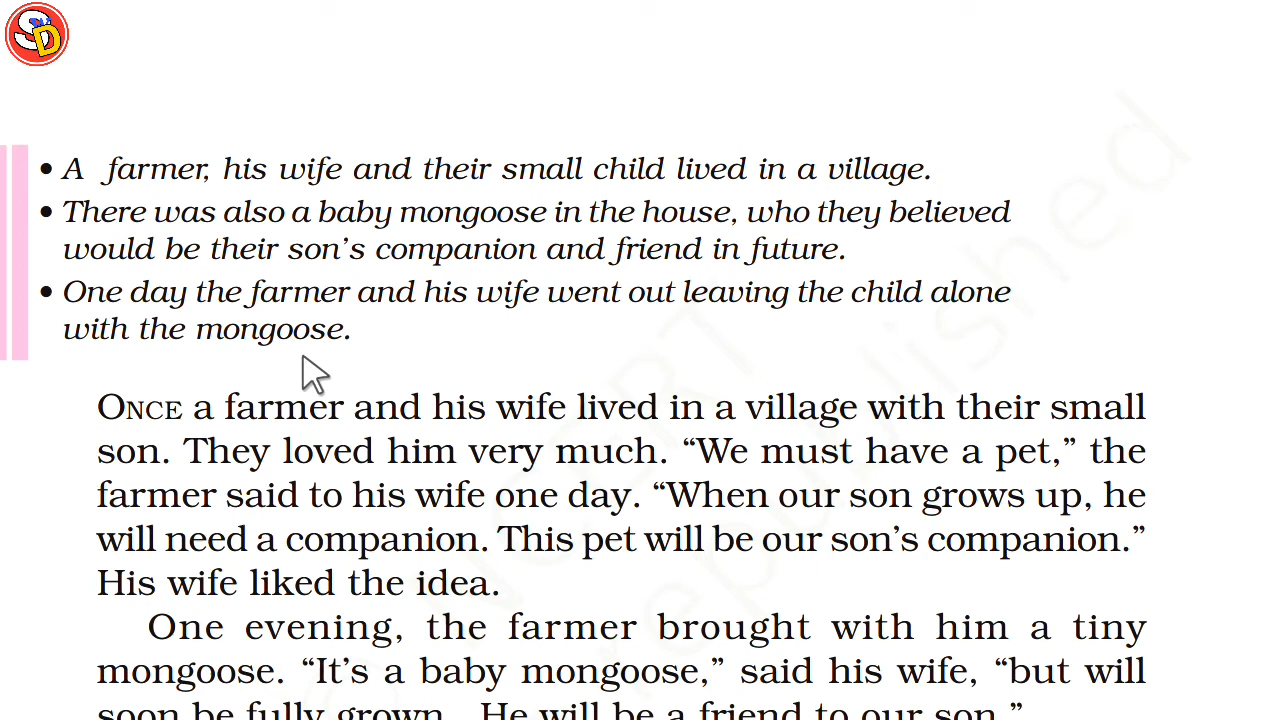 SD
• A farmer, his wife and their small child lived in a village.
• There was also a baby mongoose in the house, who they believed
would be their son’s companion and friend in future.
• One day the farmer and his wife went out leaving the child alone
with the mongoose.
ONCE a farmer and his wife lived in a village with their small
son. They loved him very much. “We must have a pet,” the
farmer said to his wife one day. “When our son grows up, he
will need a companion. This pet will be our son’s companion.”
His wife liked the idea.
One evening, the farmer brought with him a tiny
mongoose. “It’s a baby mongoose,” said his wife, “but will
soon be fully grown. He will be a friend to our son.”
NCERT
republished